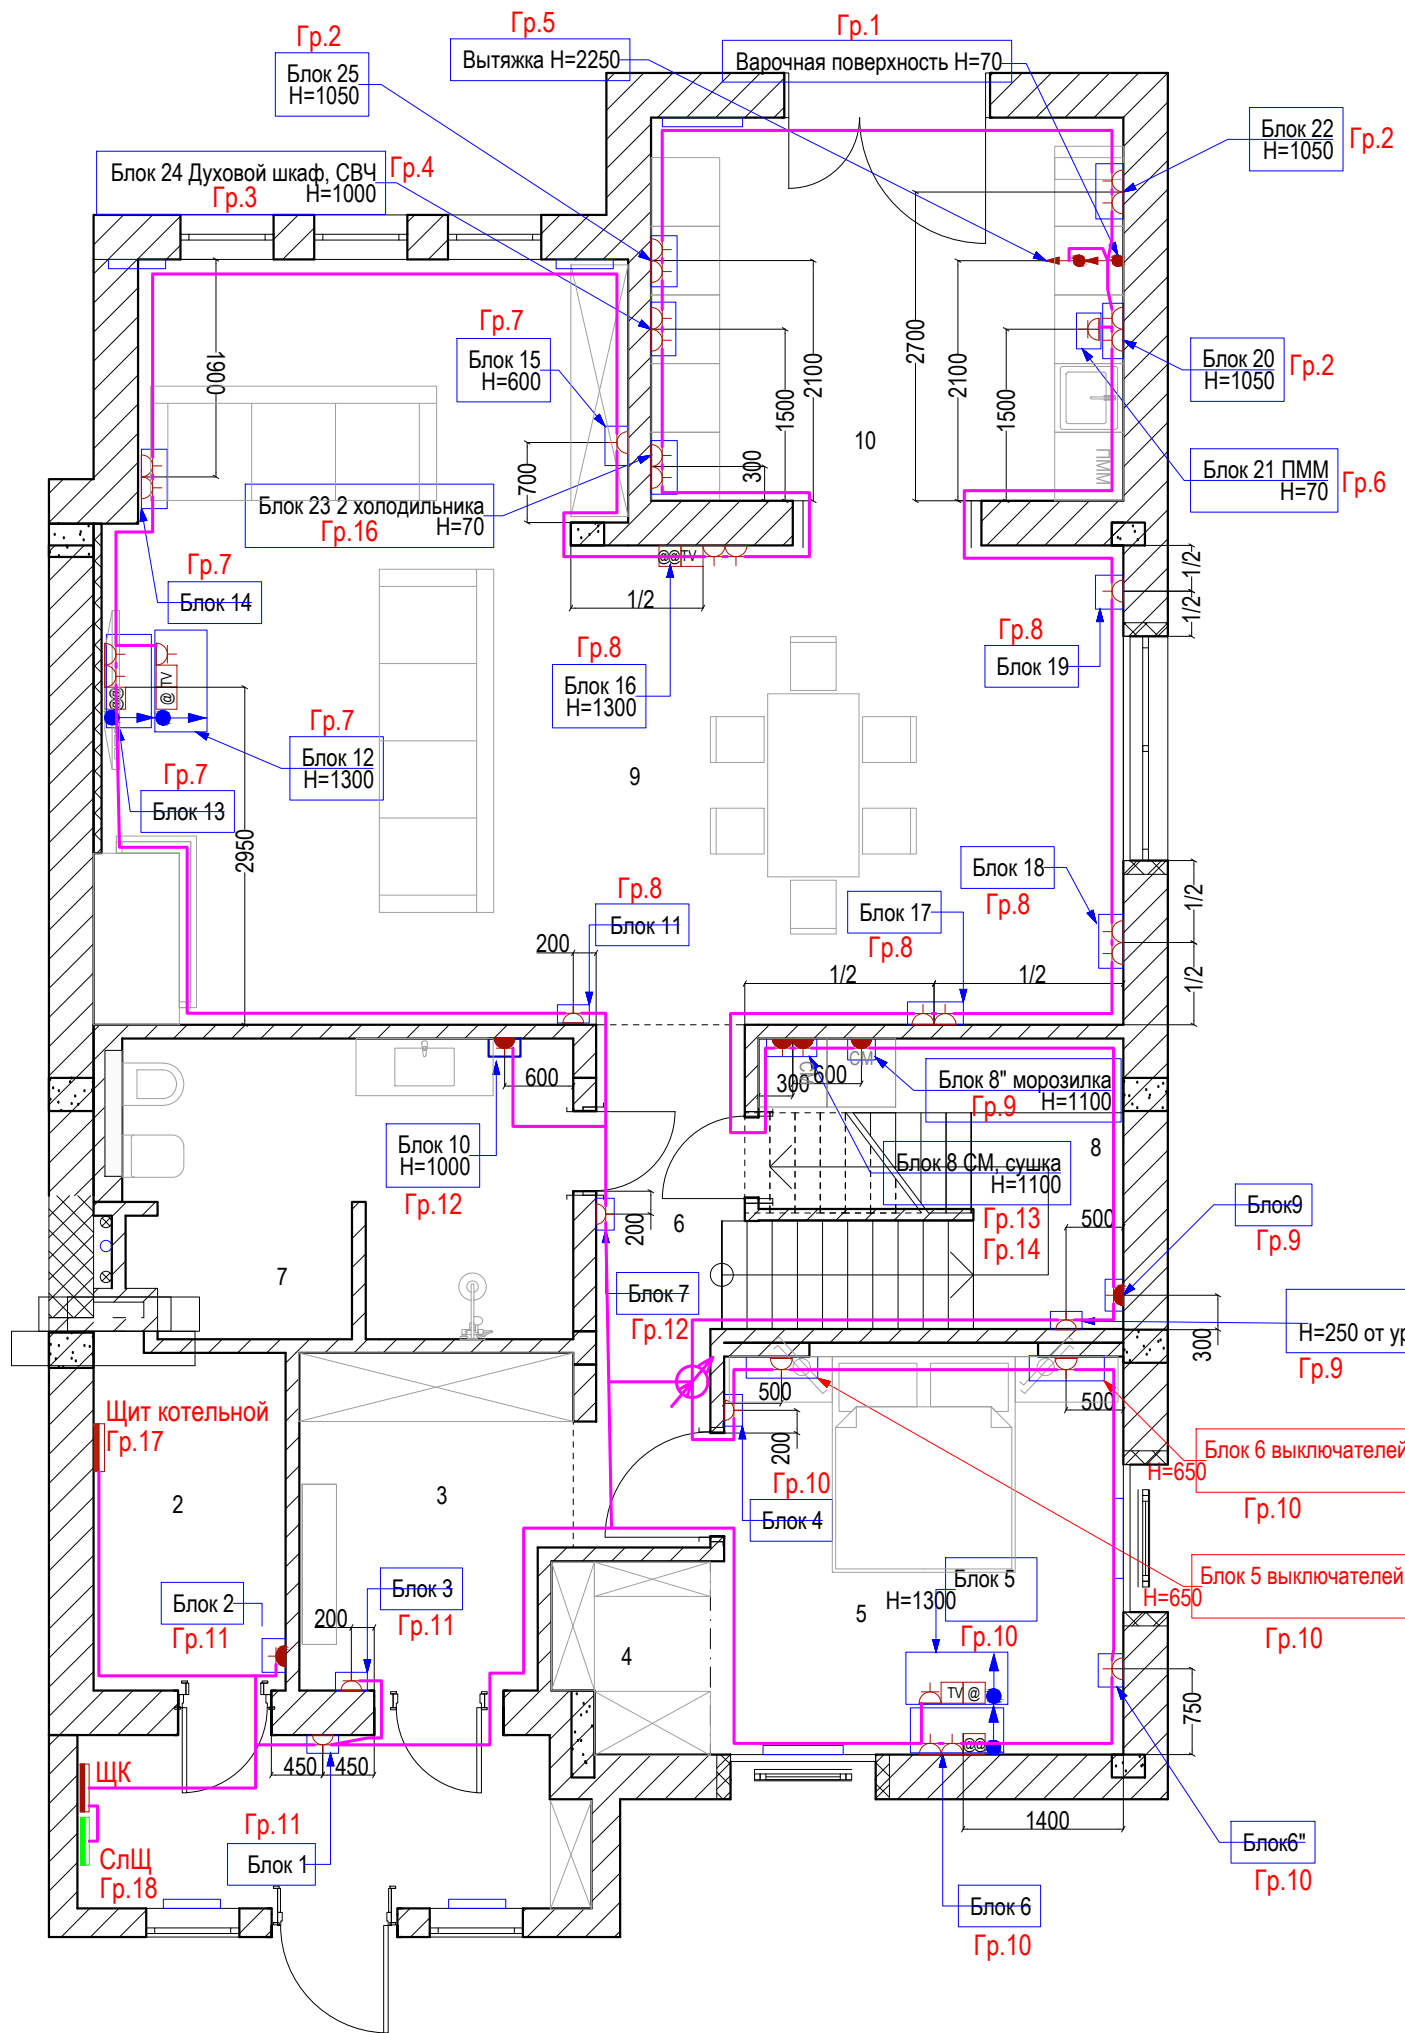 Гр.5
Гр.1
Гр.2
Вытяжка H=2250
Варочная поверхность H=70
Блок 25
H=1050
Блок 22
H=1050
Гр.2
Блок 24 Духовой шкаф, СВЧ
H=1000
Гр.4
Гр.3
1900
Гр.7
Блок 15
H=600
2100
1500
2700
2100
1500
Блок 20
H=1050
Гр.2
10
300
700
ПММ
Блок 21 ПММ
H=70
Гр.6
Блок 23 2 холодильника
H=70
Гр.16
Гр.7
Блок 14
@@
TV
1/2
1/2
1/2
Гр.8
Блок 19
Гр.8
Блок 16
H=1300
TV
@
@@
Гр.7
Блок 12
H=1300
Гр.7
Блок 13
9
2950
Блок 18
Гр.8
Гр.8
Блок 11
Блок 17
Гр.8
200
1/2
1/2
1/2
1/2
600
СМ
СМ
300
600
Блок 8" морозилка
H=1100
Гр.9
Блок 10
H=1000
Гр.12
8
Блок 8 СМ, сушка
H=1100
Гр.13
Гр.14
200
6
500
Блок9
Гр.9
7
Блок 7
Гр.12
300
H=250 от ур
Гр.9
500
500
200
Щит котельной
Гр.17
Блок 6 выключателей
H=650
Гр.10
2
3
Гр.10
Блок 4
Блок 5 выключателей
H=650
Гр.10
Блок 5
H=1300
5
Гр.10
Блок 2
Гр.11
200
Блок 3
Гр.11
4
TV
@
@@
750
450
450
ЩК
1400
СлЩ
Гр.18
Гр.11
Блок 1
Блок6"
Гр.10
Блок 6
Гр.10